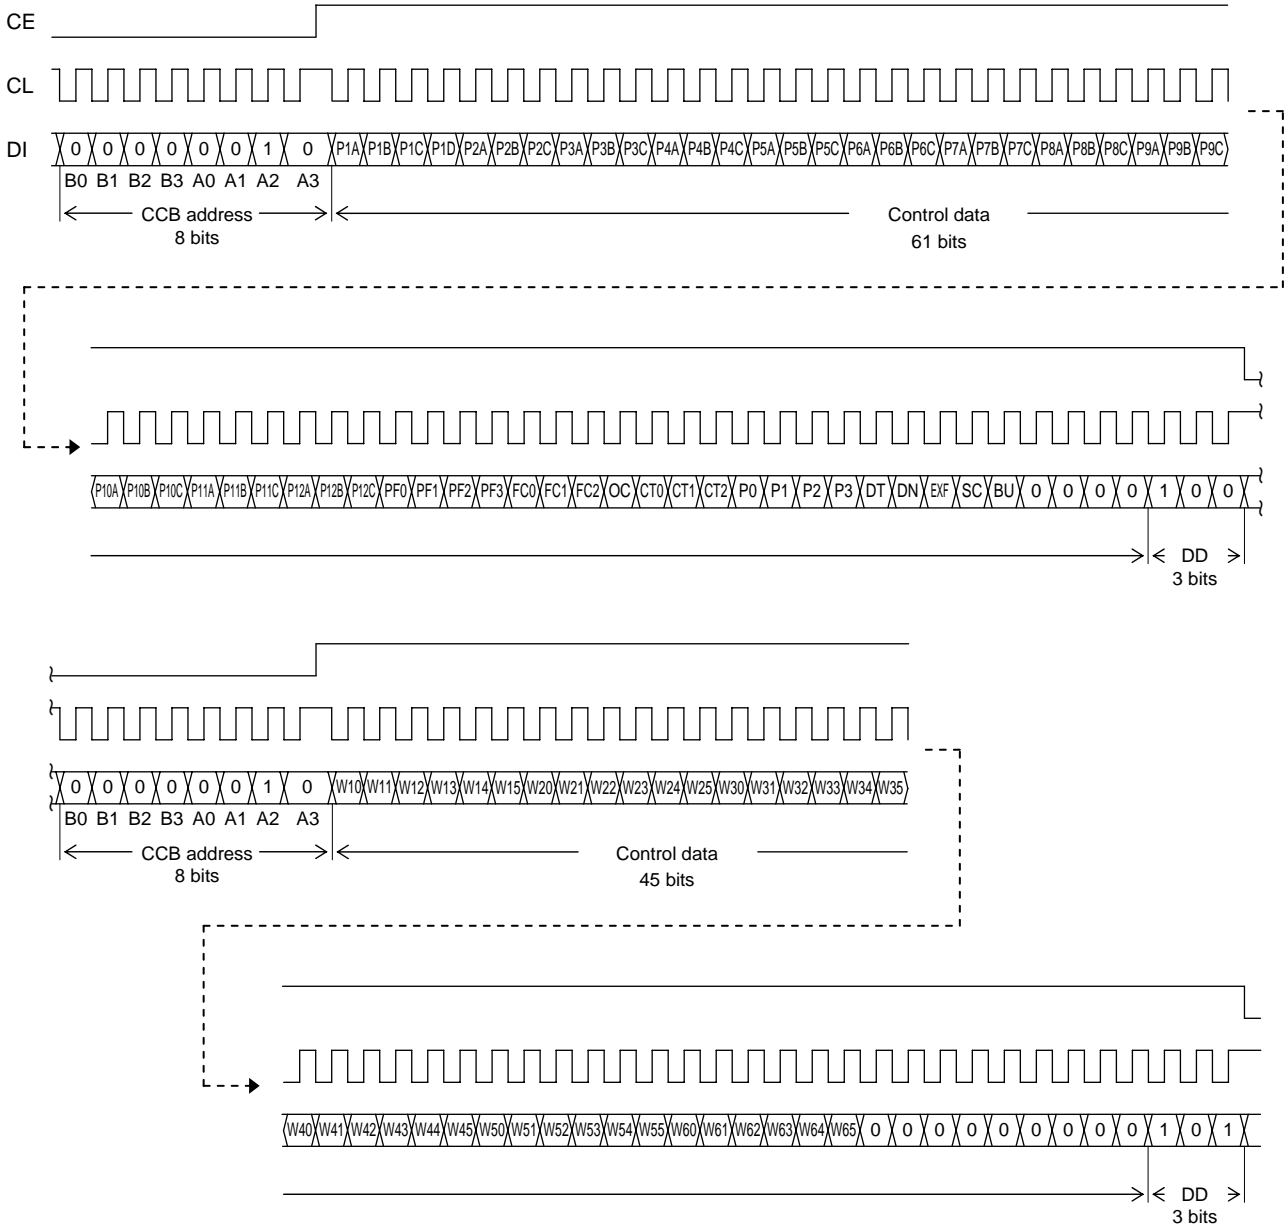 CE
CL
DI 0 0 0 0 0 0 1 0 P1A P1B P1C P1D P2A P2B P2C P3A P3B P3C P4A P4B P4C P5A P5B P5C P6A P6B P6C P7A P7B P7C P8A P8B P8C P9A P9B P9C
B0 B1 B2 B3 A0 A1 A2 A3
CCB address
8 bits
Control data
61 bits
P10A P10B P10C P11A P11B P11C P12A P12B P12C PF0 PF1 PF2 PF3 FC0 FC1 FC2 OC CT0 CT1 CT2 P0 P1 P2 P3 DT DN EXF SC BU 0 0 0 0 1 0 0
DD
3 bits
0 0 0 0 0 0 1 0 W10 W11 W12 W13 W14 W15 W20 W21 W22 W23 W24 W25 W30 W31 W32 W33 W34 W35
B0 B1 B2 B3 A0 A1 A2 A3
CCB address
8 bits
Control data
45 bits
W40 W41 W42 W43 W44 W45 W50 W51 W52 W53 W54 W55 W60 W61 W62 W63 W64 W65 0 0 0 0 0 0 0 0 0 1 0 1
DD
3 bits